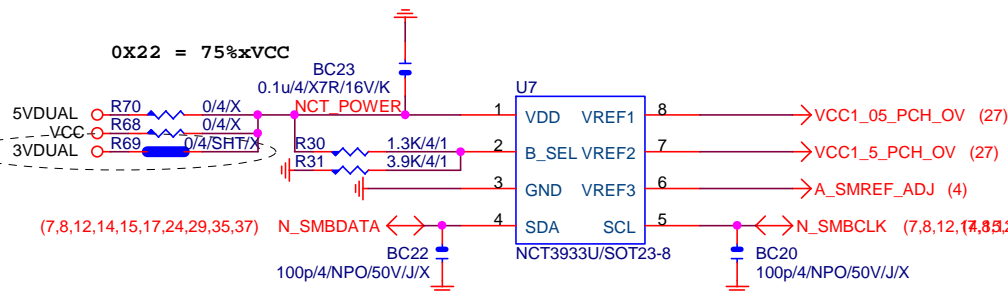 0X22 = 75%xVCC
BC23
0.1u/4/X7R/16V/K
U7
5VDUAL R70 0/4/X NCT_POWER 1 VDD VREF1 8 VCC1_05_PCH_OV (27)
VCC R68 0/4/X
3VDUAL R69 0/4/SHT/X R30 1.3K/4/1 2 B_SEL VREF2 7 VCC1_5_PCH_OV (27)
R31 3.9K/4/1
3 GND VREF3 6 A_SMREF_ADJ (4)
(7,8,12,14,15,17,24,29,35,37) N_SMBDATA 4 SDA SCL 5 N_SMBCLK (7,8,12,
BC22 NCT3933U/SOT23-8 BC20
100p/4/NPO/50V/J/X 100p/4/NPO/50V/J/X